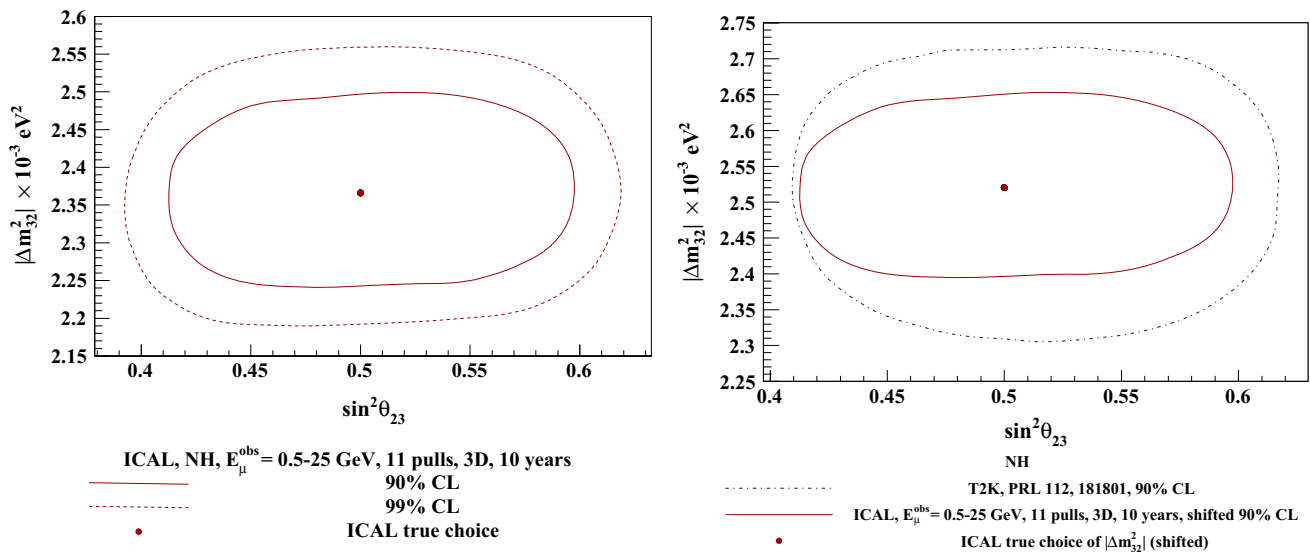 2.6
2.55
2.5
2.45
2.4
2.35
2.3
2.25
2.2
2.15
|Δm²₃₂| × 10⁻³ eV²
0.4 0.45 0.5 0.55 0.6
sin²θ₂₃
ICAL, NH, E_μ^obs = 0.5-25 GeV, 11 pulls, 3D, 10 years
90% CL
99% CL
ICAL true choice
2.8
2.75
2.7
2.65
2.6
2.55
2.5
2.45
2.4
2.35
2.3
2.25
|Δm²₃₂| × 10⁻³ eV²
0.4 0.45 0.5 0.55 0.6
sin²θ₂₃
NH
T2K, PRL 112, 181801, 90% CL
ICAL, E_μ^obs = 0.5-25 GeV, 11 pulls, 3D, 10 years, shifted 90% CL
ICAL true choice of |Δm²₃₂| (shifted)